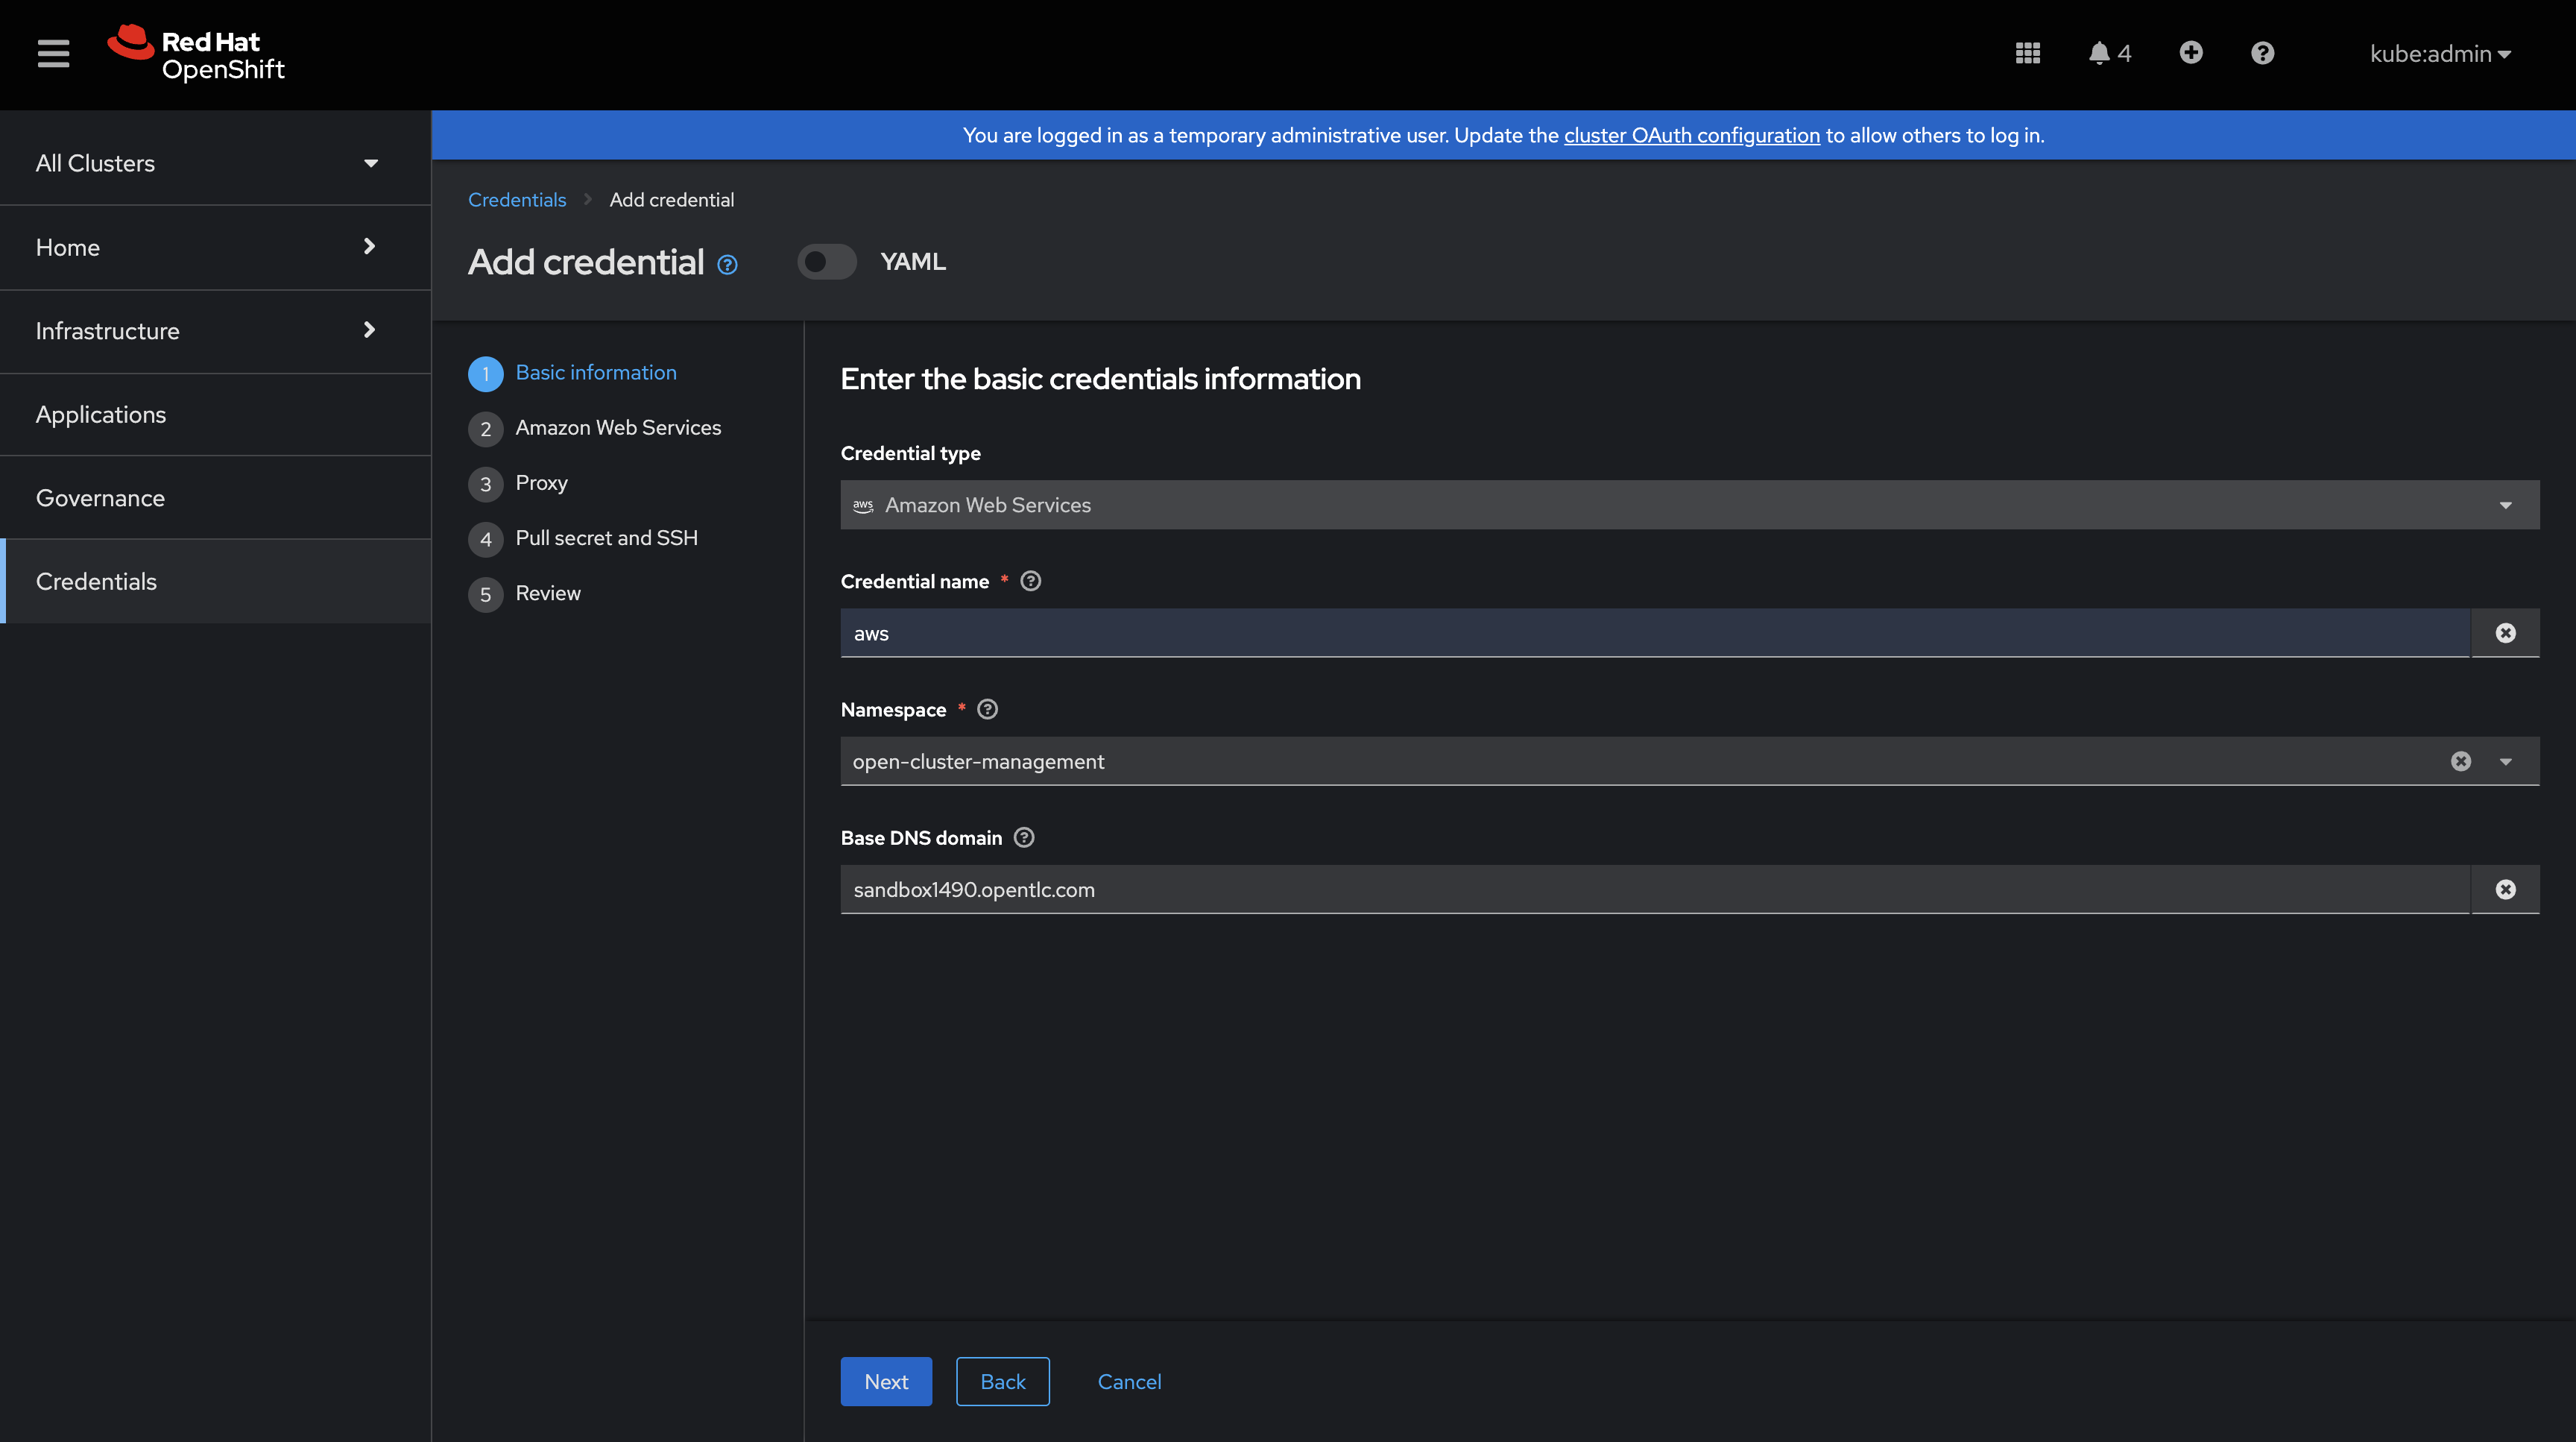 Red Hat
OpenShift
4
kube:admin
You are logged in as a temporary administrative user. Update the cluster OAuth configuration to allow others to log in.
All Clusters
Home
Infrastructure
Applications
Governance
Credentials
Credentials
Add credential
Add credential
YAML
1 Basic information
2 Amazon Web Services
3 Proxy
4 Pull secret and SSH
5 Review
Enter the basic credentials information
Credential type
aws Amazon Web Services
Credential name *
aws
Namespace *
open-cluster-management
Base DNS domain
sandbox1490.opentlc.com
Next
Back
Cancel